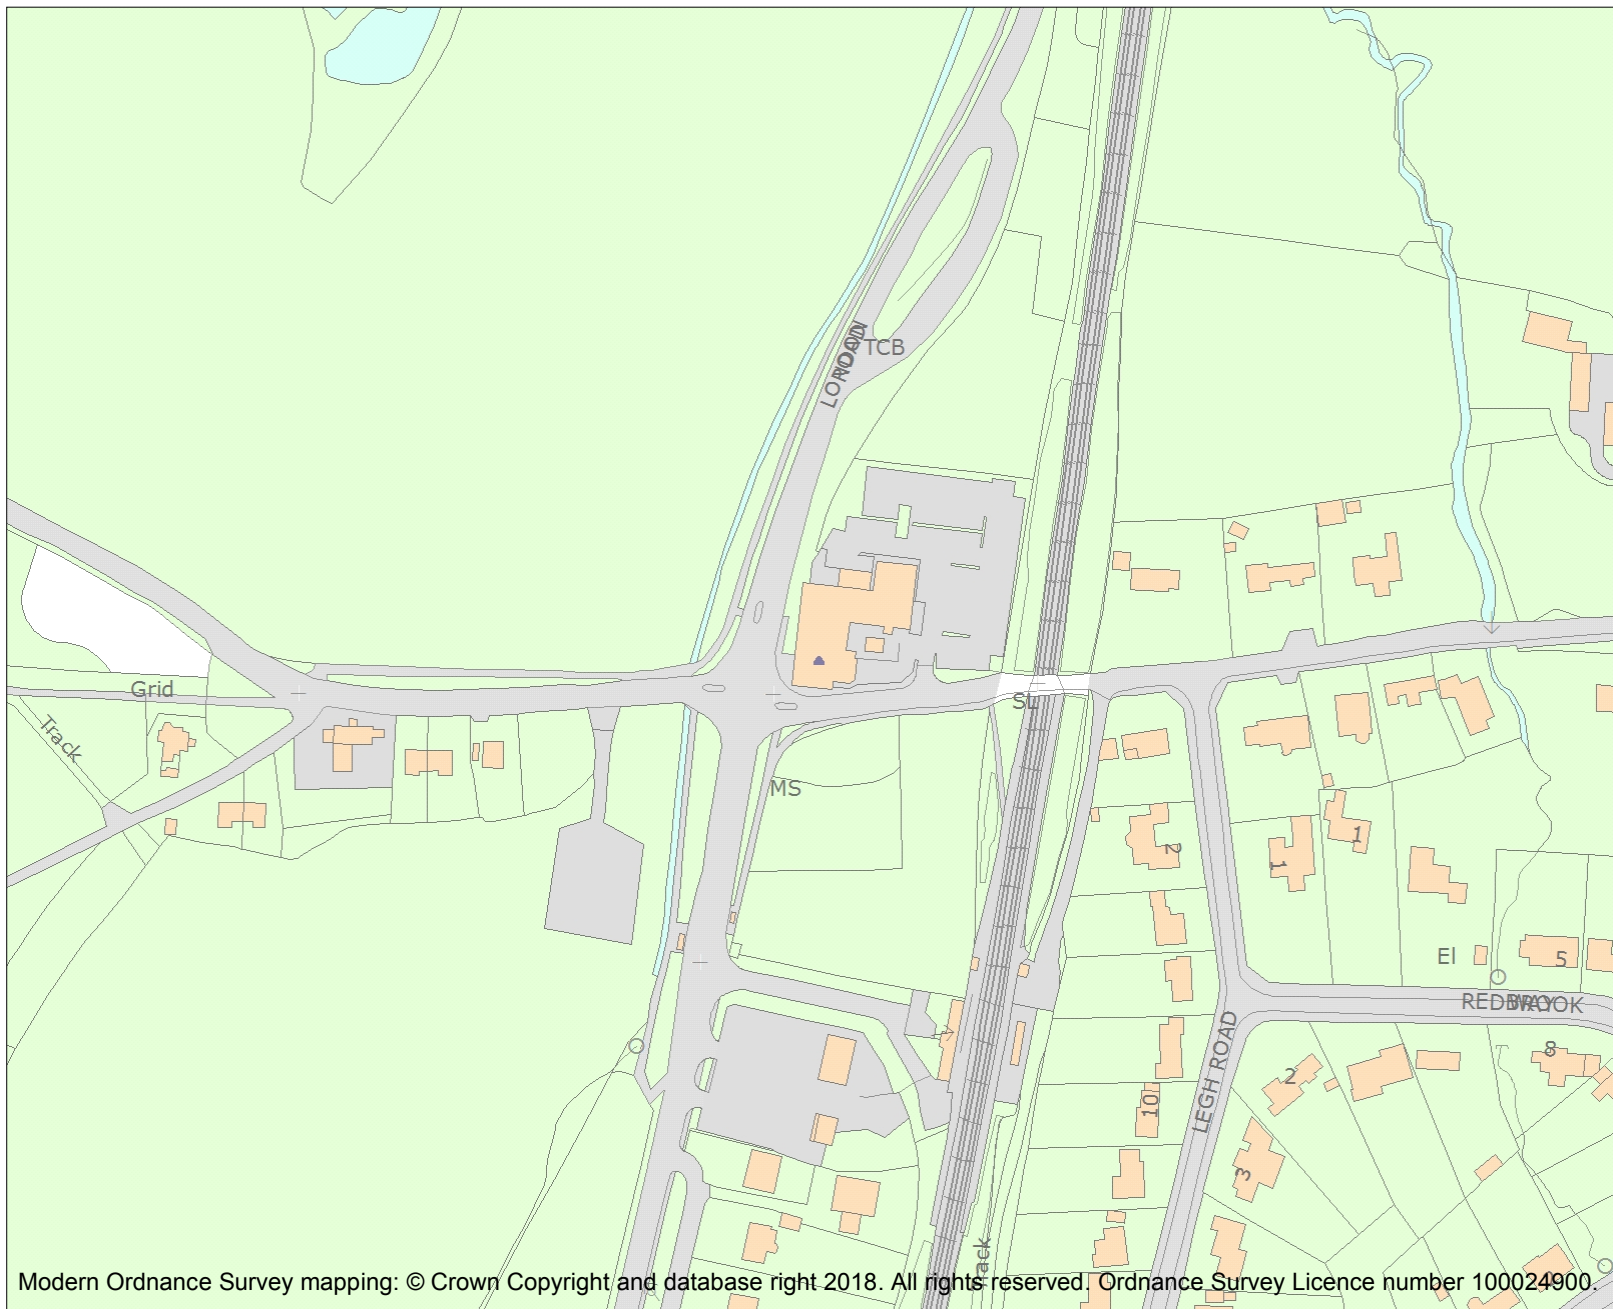 LONDON ROAD
TCB
Grid
Track
SL
MS
2
1
1
El
5
REDBROOK WAY
LEGH ROAD
8
2
10
3
Track
Modern Ordnance Survey mapping: © Crown Copyright and database right 2018. All rights reserved. Ordnance Survey Licence number 100024900.